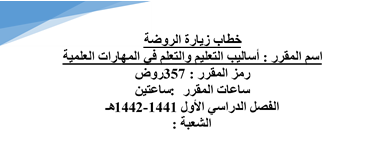 خطاب زيارة الروضة
اسم المقرر : أساليب التعليم والتعلم في المهارات العلمية
رمز المقرر : 357روض
ساعات المقرر :ساعتين
الفصل الدراسي الأول 1441-1442هـ
الشعبة :